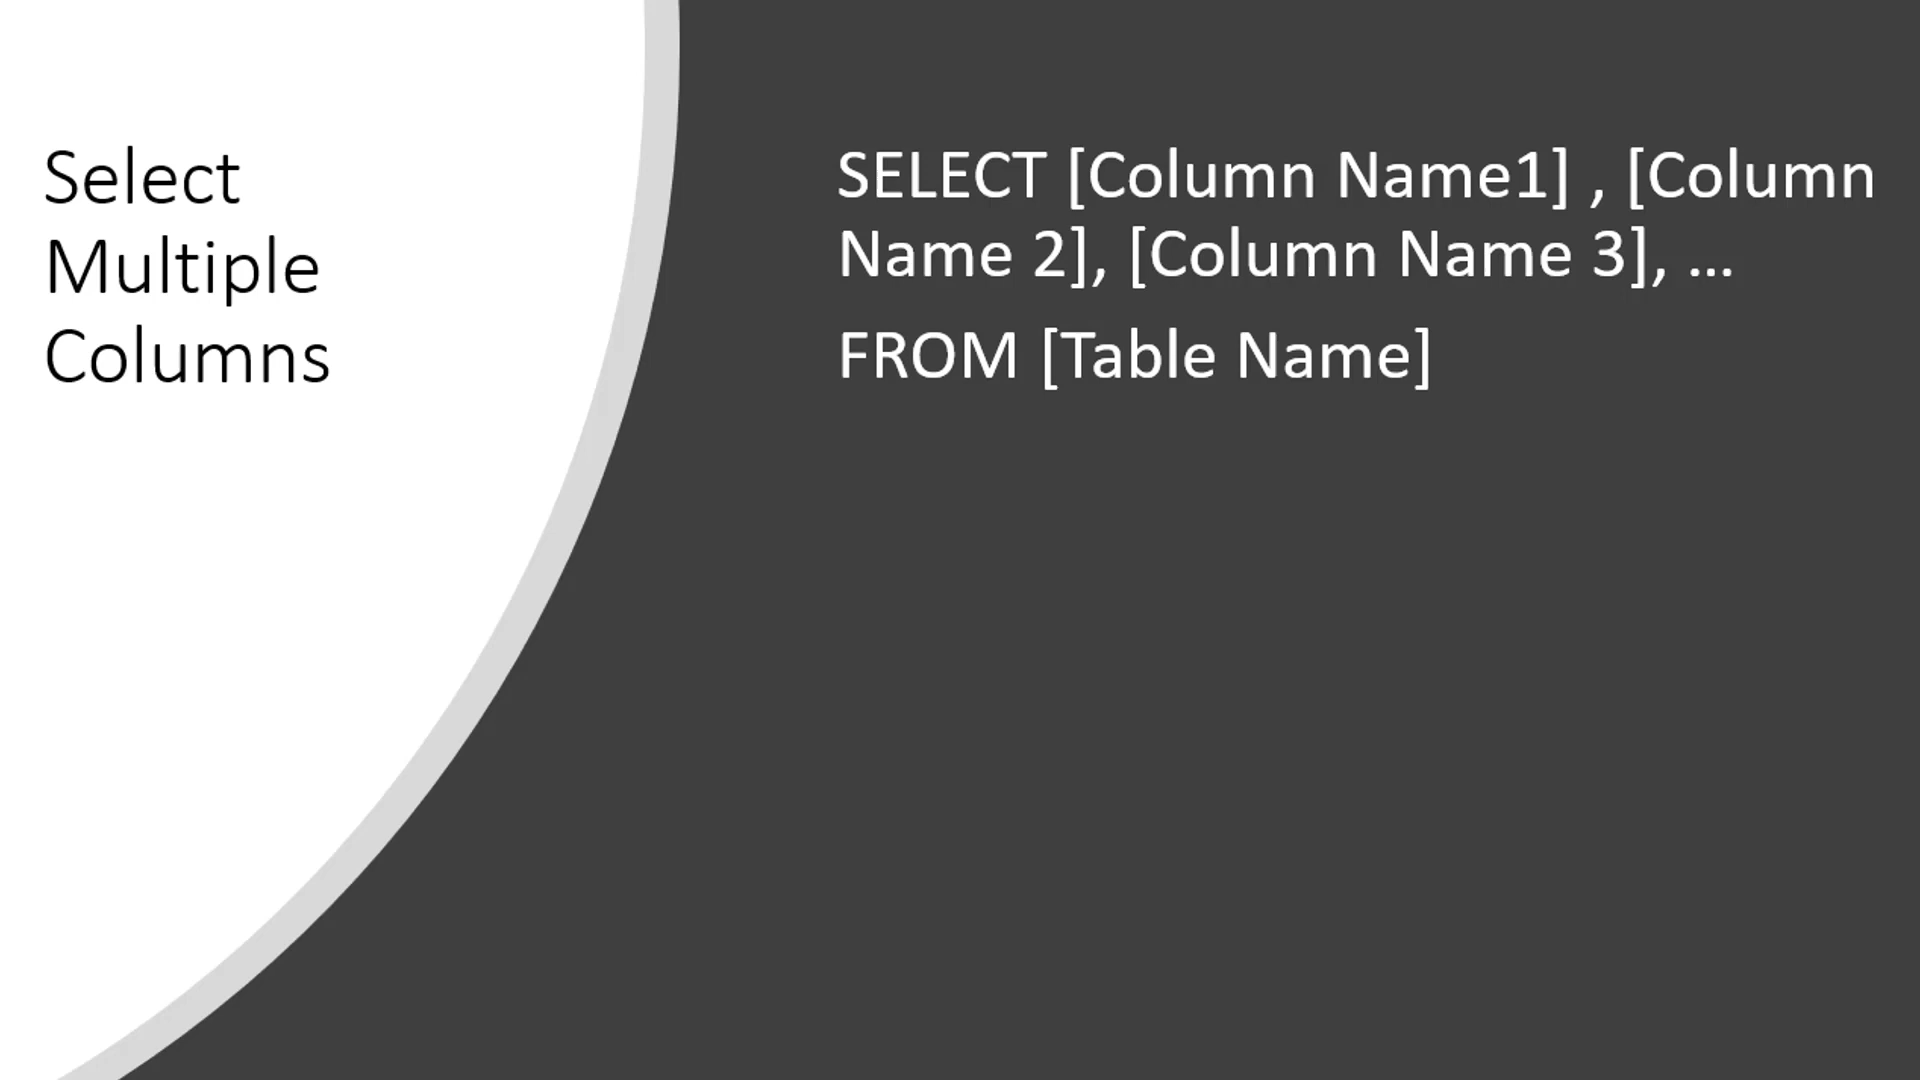 Select
Multiple
Columns
SELECT [Column Name1] , [Column
Name 2], [Column Name 3], ...
FROM [Table Name]